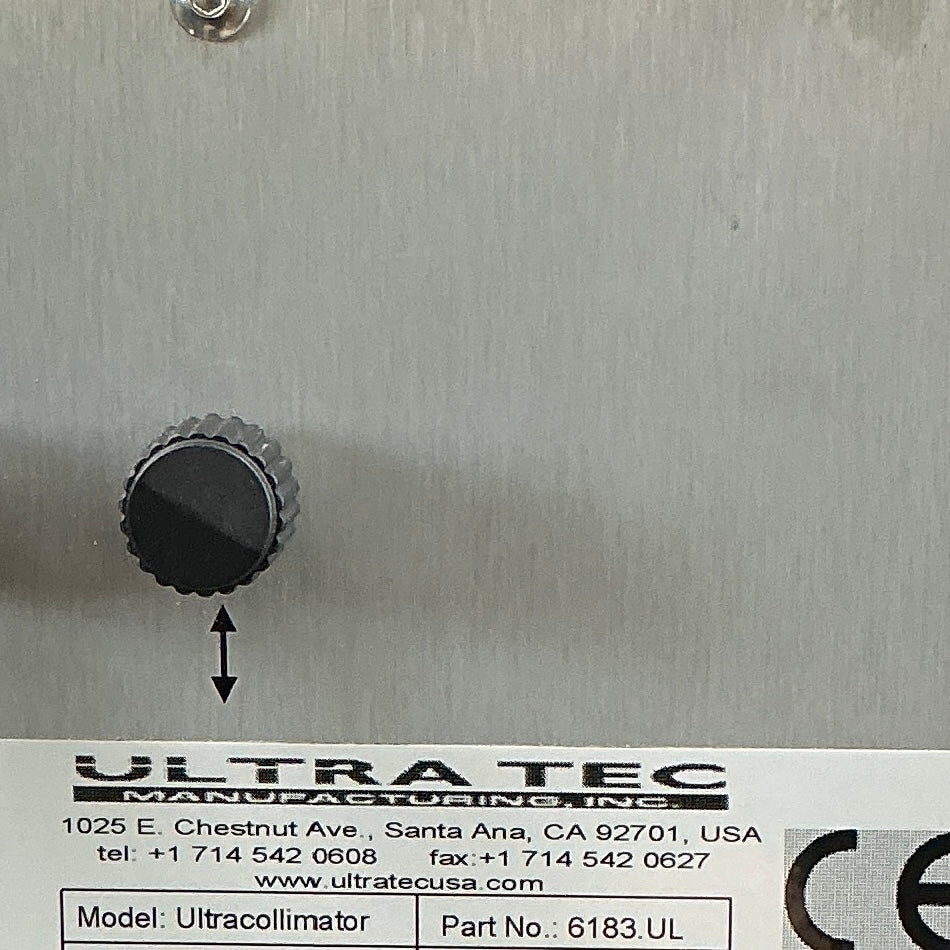 ULTRA TEC
MANUFACTURING, INC.
1025 E. Chestnut Ave., Santa Ana, CA 92701, USA
tel: +1 714 542 0608 fax:+1 714 542 0627
www.ultratecusa.com
Model: Ultracollimator Part No.: 6183.UL
CE